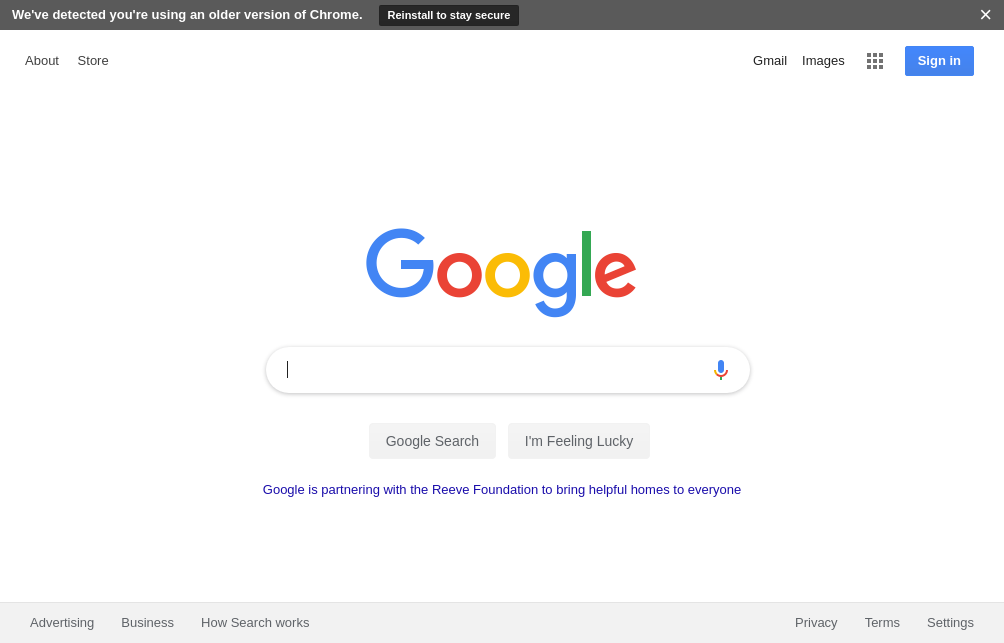 We've detected you're using an older version of Chrome. Reinstall to stay secure
About Store Gmail Images Sign in
Google
Google Search I'm Feeling Lucky
Google is partnering with the Reeve Foundation to bring helpful homes to everyone
Advertising Business How Search works Privacy Terms Settings